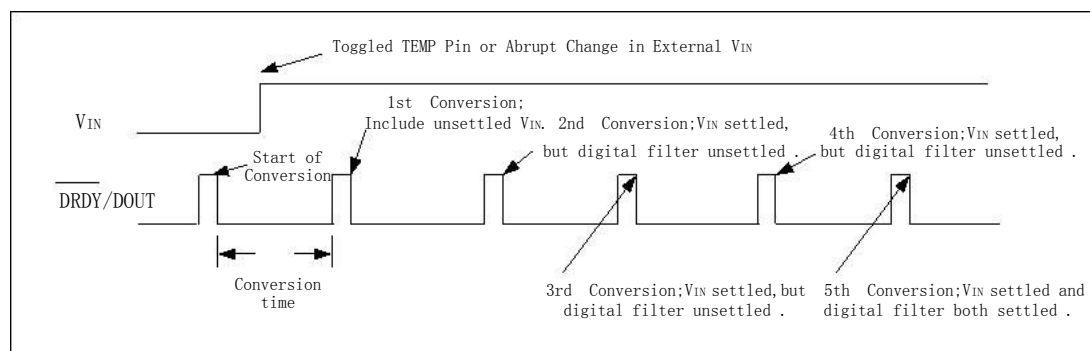 Toggled TEMP Pin or Abrupt Change in External VIN
VIN
1st Conversion;
Include unsettled VIN.
2nd Conversion;VIN settled,
but digital filter unsettled .
4th Conversion;VIN settled,
but digital filter unsettled .
Start of
Conversion
DRDY/DOUT
Conversion
time
3rd Conversion;VIN settled,but
digital filter unsettled .
5th Conversion;VIN settled and
digital filter both settled .